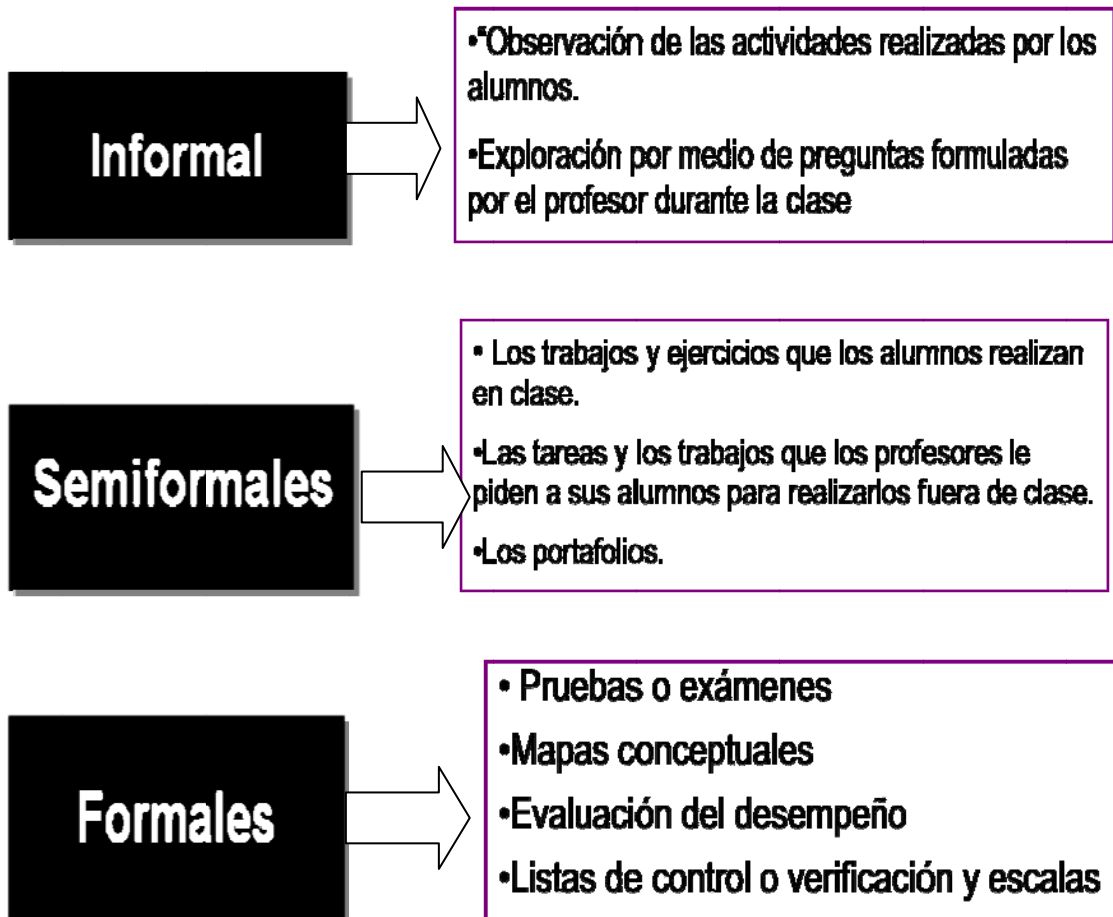 Informal
•“Observación de las actividades realizadas por los
alumnos.
•Exploración por medio de preguntas formuladas
por el profesor durante la clase
Semiformales
• Los trabajos y ejercicios que los alumnos realizan
en clase.
•Las tareas y los trabajos que los profesores le
piden a sus alumnos para realizarlos fuera de clase.
•Los portafolios.
Formales
• Pruebas o exámenes
•Mapas conceptuales
•Evaluación del desempeño
•Listas de control o verificación y escalas